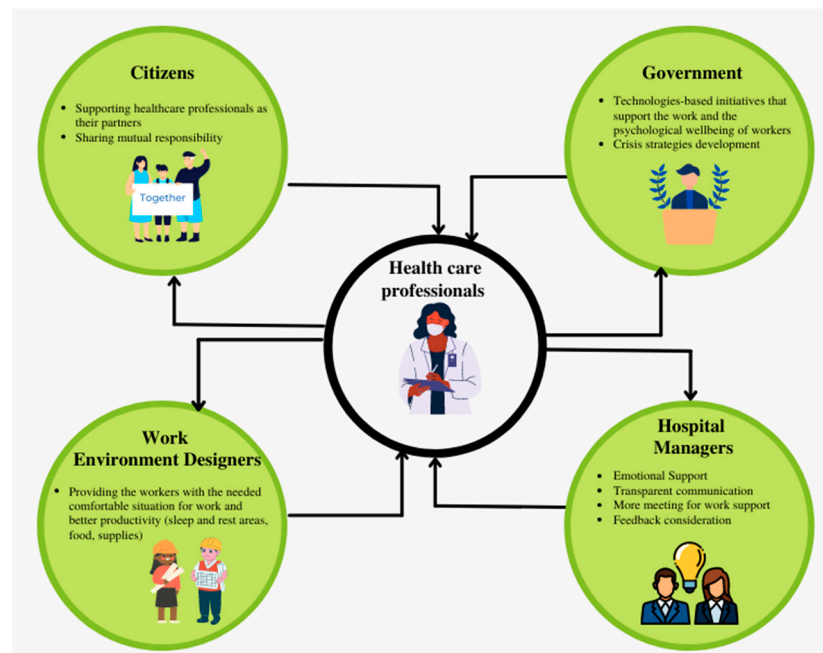 Citizens
• Supporting healthcare professionals as
their partners
• Sharing mutual responsibility
Together
Government
• Technologies-based initiatives that
support the work and the
psychological wellbeing of workers
• Crisis strategies development
Health care
professionals
Work
Environment Designers
• Providing the workers with the needed
comfortable situation for work and
better productivity (sleep and rest areas,
food, supplies)
Hospital
Managers
• Emotional Support
• Transparent communication
• More meeting for work support
• Feedback consideration